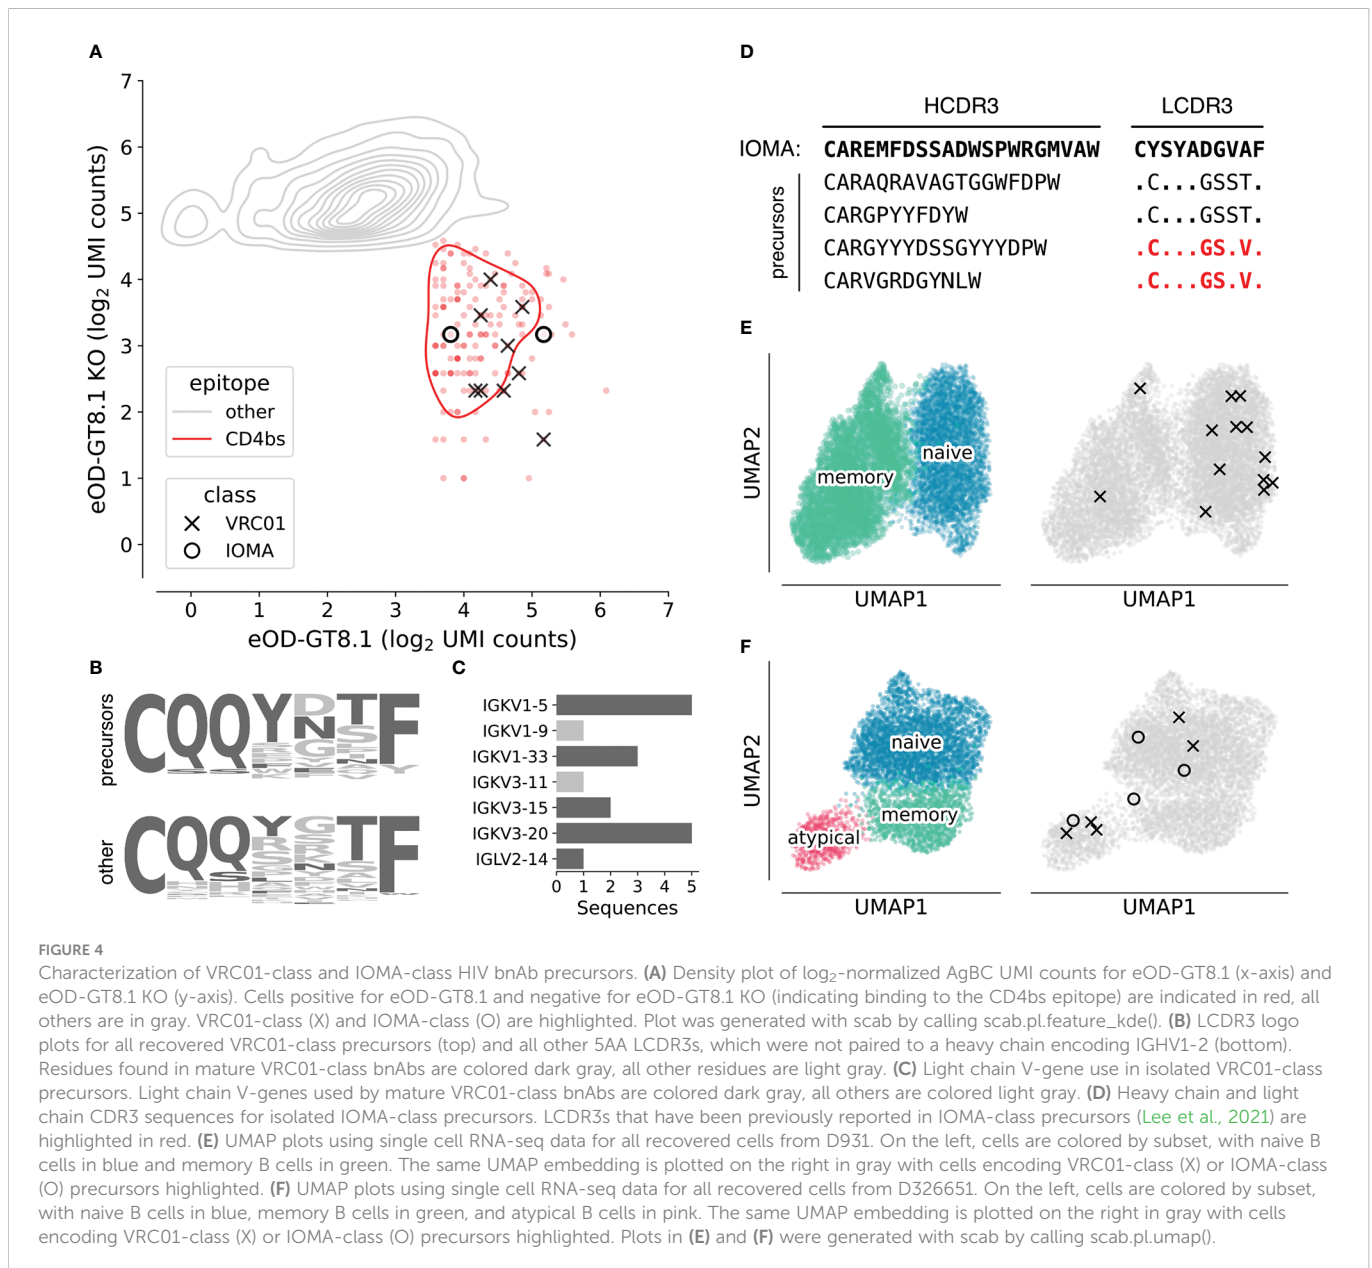 A
7
6
5
4
3
2
1
0
eOD-GT8.1 KO (log2 UMI counts)
epitope
other
CD4bs
class
VRC01
IOMA
0 1 2 3 4 5 6 7
eOD-GT8.1 (log2 UMI counts)
B
precursors
CQQYDTF
other
CQQYGTF
C
IGKV1-5
IGKV1-9
IGKV1-33
IGKV3-11
IGKV3-15
IGKV3-20
IGLV2-14
0 1 2 3 4 5
Sequences
D
HCDR3 LCDR3
IOMA: CAREMFDSSADWSPWRGMVAW CYSYADGVAF
precursors
CARAQRAVAGTGGWFDPW .C...GSST.
CARGPYYFDYW .C...GSST.
CARGYYYDSSGYYYDPW .C...GS.V.
CARVGRDGYNLW .C...GS.V.
E
UMAP2
memory
naive
UMAP1 UMAP1
F
UMAP2
naive
memory
atypical
UMAP1 UMAP1
FIGURE 4
Characterization of VRC01-class and IOMA-class HIV bnAb precursors. (A) Density plot of log2-normalized AgBC UMI counts for eOD-GT8.1 (x-axis) and
eOD-GT8.1 KO (y-axis). Cells positive for eOD-GT8.1 and negative for eOD-GT8.1 KO (indicating binding to the CD4bs epitope) are indicated in red, all
others are in gray. VRC01-class (X) and IOMA-class (O) are highlighted. Plot was generated with scab by calling scab.pl.feature_kde(). (B) LCDR3 logo
plots for all recovered VRC01-class precursors (top) and all other 5AA LCDR3s, which were not paired to a heavy chain encoding IGHV1-2 (bottom).
Residues found in mature VRC01-class bnAbs are colored dark gray, all other residues are light gray. (C) Light chain V-gene use in isolated VRC01-class
precursors. Light chain V-genes used by mature VRC01-class bnAbs are colored dark gray, all others are colored light gray. (D) Heavy chain and light
chain CDR3 sequences for isolated IOMA-class precursors. LCDR3s that have been previously reported in IOMA-class precursors (Lee et al., 2021) are
highlighted in red. (E) UMAP plots using single cell RNA-seq data for all recovered cells from D931. On the left, cells are colored by subset, with naive B
cells in blue and memory B cells in green. The same UMAP embedding is plotted on the right in gray with cells encoding VRC01-class (X) or IOMA-class
(O) precursors highlighted. (F) UMAP plots using single cell RNA-seq data for all recovered cells from D326651. On the left, cells are colored by subset,
with naive B cells in blue, memory B cells in green, and atypical B cells in pink. The same UMAP embedding is plotted on the right in gray with cells
encoding VRC01-class (X) or IOMA-class (O) precursors highlighted. Plots in (E) and (F) were generated with scab by calling scab.pl.umap().